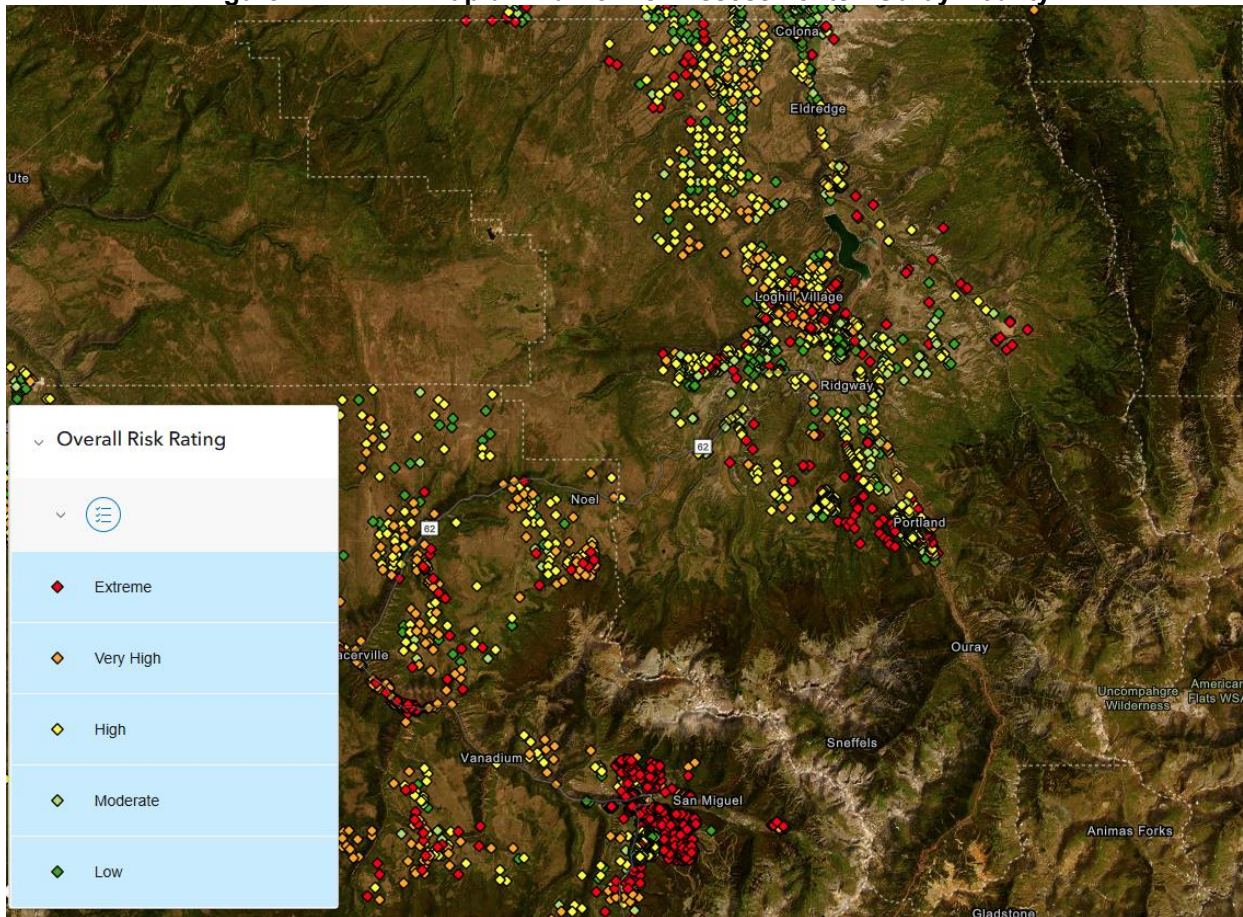 Colona
Eldredge
Ute
Loghill Village
Ridgway
62
Overall Risk Rating
Noel
Portland
62
Extreme
Ouray
acerville
Very High
Uncompahgre
Wilderness
American
Flats WSA
High
Sneffels
Vanadium
San Miguel
Moderate
Animas Forks
Low
Gladstone